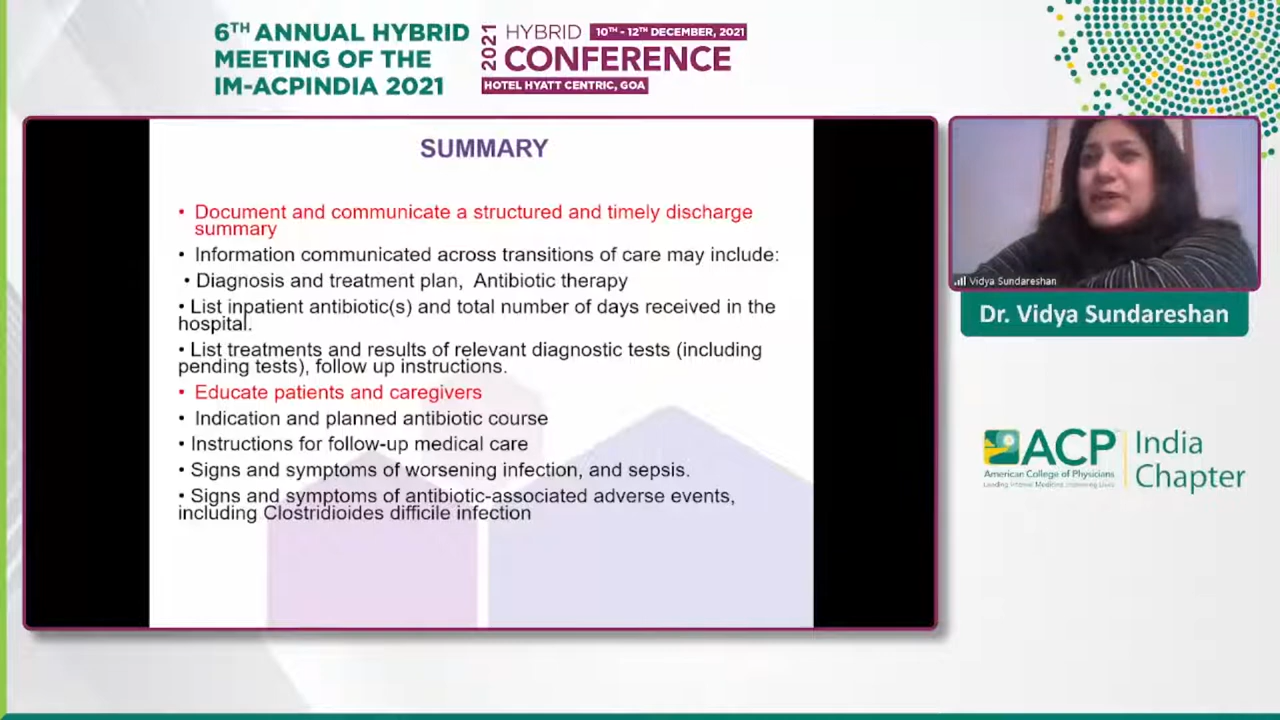 6TH ANNUAL HYBRID
MEETING OF THE
IM-ACPINDIA 2021
2021
HYBRID 10TH - 12TH DECEMBER, 2021
CONFERENCE
HOTEL HYATT CENTRIC, GOA
SUMMARY
• Document and communicate a structured and timely discharge
summary
• Information communicated across transitions of care may include:
• Diagnosis and treatment plan, Antibiotic therapy
• List inpatient antibiotic(s) and total number of days received in the
hospital.
• List treatments and results of relevant diagnostic tests (including
pending tests), follow up instructions.
• Educate patients and caregivers
• Indication and planned antibiotic course
• Instructions for follow-up medical care
• Signs and symptoms of worsening infection, and sepsis.
• Signs and symptoms of antibiotic-associated adverse events,
including Clostridioides difficile infection
Vidya Sundareshan
Dr. Vidya Sundareshan
ACP
American College of Physicians
Leading Internal Medicine, Improving Lives
India
Chapter